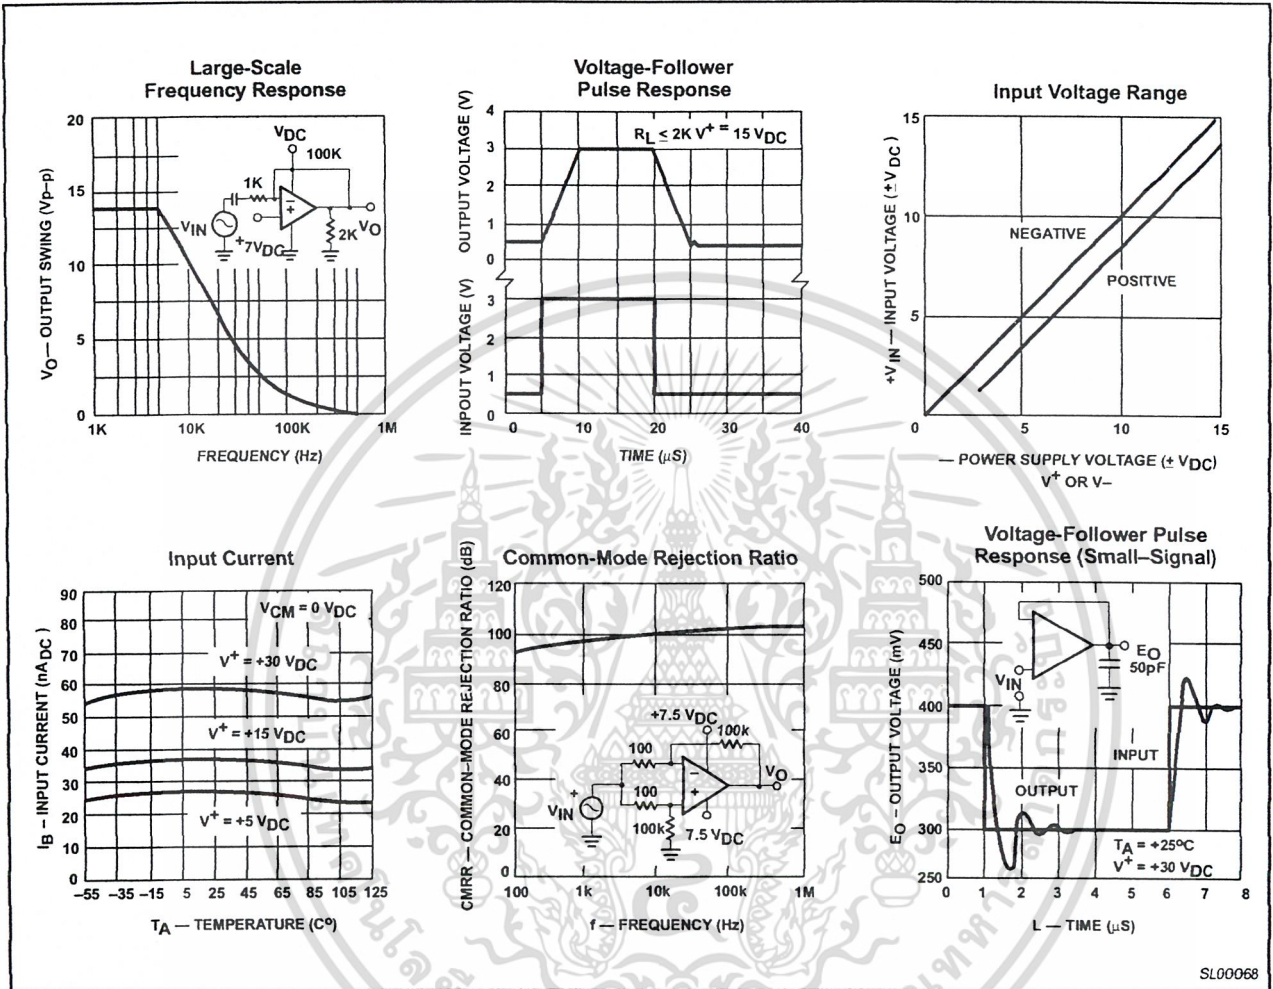 Large-Scale
Frequency Response
VO — OUTPUT SWING (Vp–p)
20
15
10
5
0
1K
10K
100K
1M
FREQUENCY (Hz)
VDC
100K
1K
VIN
+7VDC
2K
VO
Voltage-Follower
Pulse Response
OUTPUT VOLTAGE (V)
4
3
2
1
0
RL ≤ 2K V+ = 15 VDC
INPOUT VOLTAGE (V)
3
2
1
0
0
10
20
30
40
TIME (μS)
Input Voltage Range
+VIN — INPUT VOLTAGE (±VDC)
15
10
5
NEGATIVE
POSITIVE
0
5
10
15
— POWER SUPPLY VOLTAGE (± VDC)
V+ OR V–
Input Current
IB – INPUT CURRENT (nADC)
90
80
70
60
50
40
30
20
10
0
VCM = 0 VDC
V+ = +30 VDC
V+ = +15 VDC
V+ = +5 VDC
–55
–35
–15
5
25
45
65
85
105
125
TA — TEMPERATURE (Cº)
Common-Mode Rejection Ratio
CMRR — COMMON–MODE REJECTION RATIO (dB)
120
100
80
60
40
20
0
+7.5 VDC
100k
100
VO
100
VIN
+
100k
7.5 VDC
100
1k
10k
100k
1M
f — FREQUENCY (Hz)
Voltage-Follower Pulse
Response (Small–Signal)
EO – OUTPUT VOLTAGE (mV)
500
450
400
350
300
250
EO
50pF
VIN
INPUT
OUTPUT
TA = +25ºC
V+ = +30 VDC
0
1
2
3
4
5
6
7
8
L — TIME (μS)
SL00068